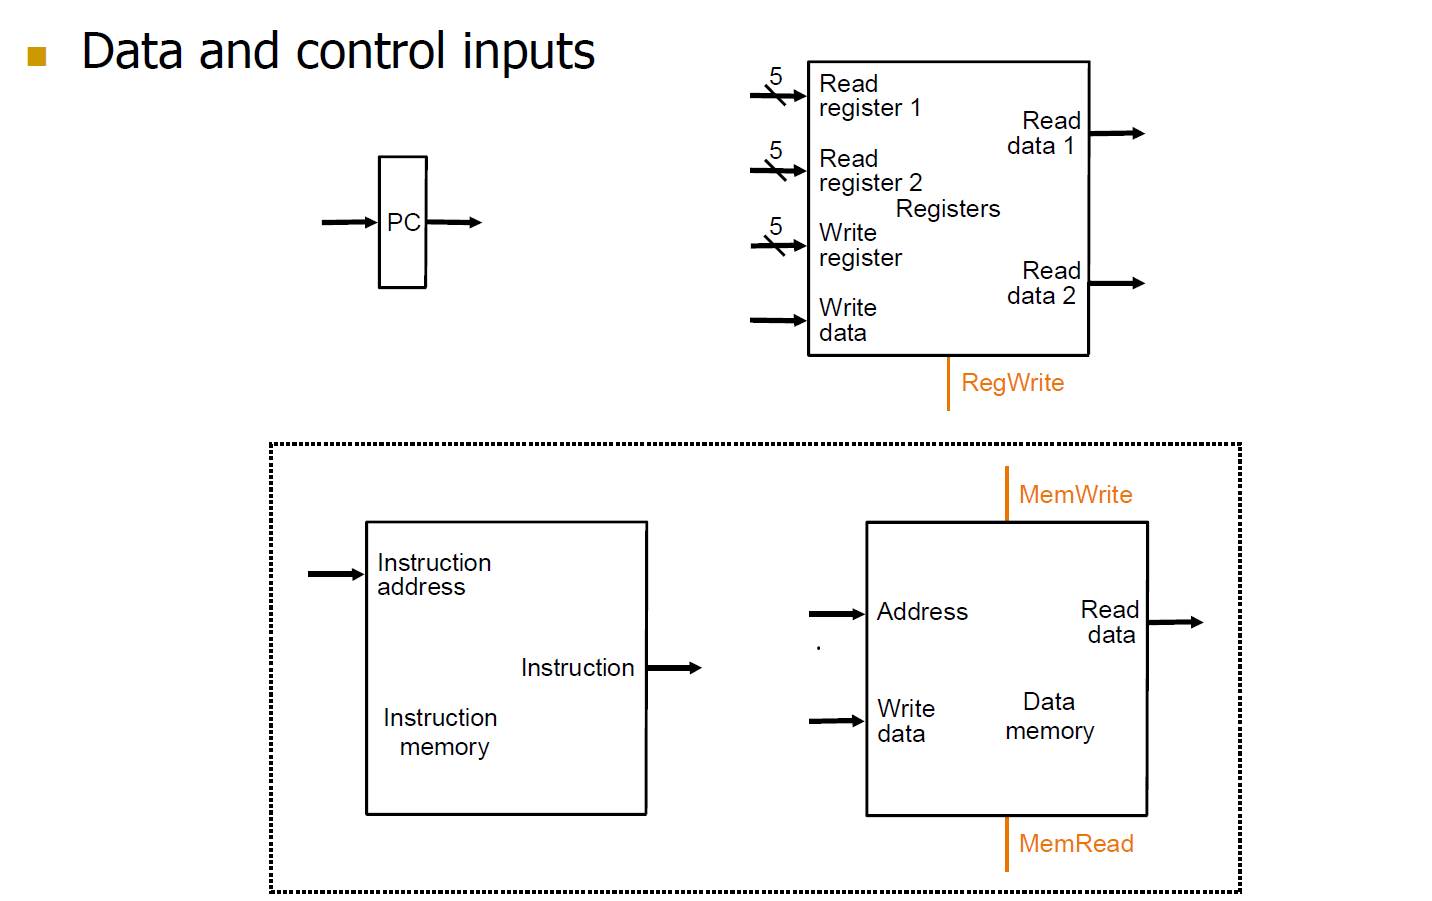 Data and control inputs
PC
5
Read
register 1
5
Read
register 2
5
Write
register
Write
data
Registers
Read
data 1
Read
data 2
RegWrite
Instruction
address
Instruction
Instruction
memory
MemWrite
Address
Write
data
Read
data
Data
memory
MemRead